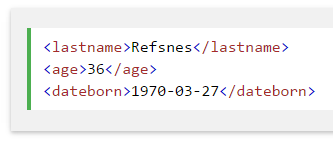 <lastname>Refsnes</lastname>
<age>36</age>
<dateborn>1970-03-27</dateborn>